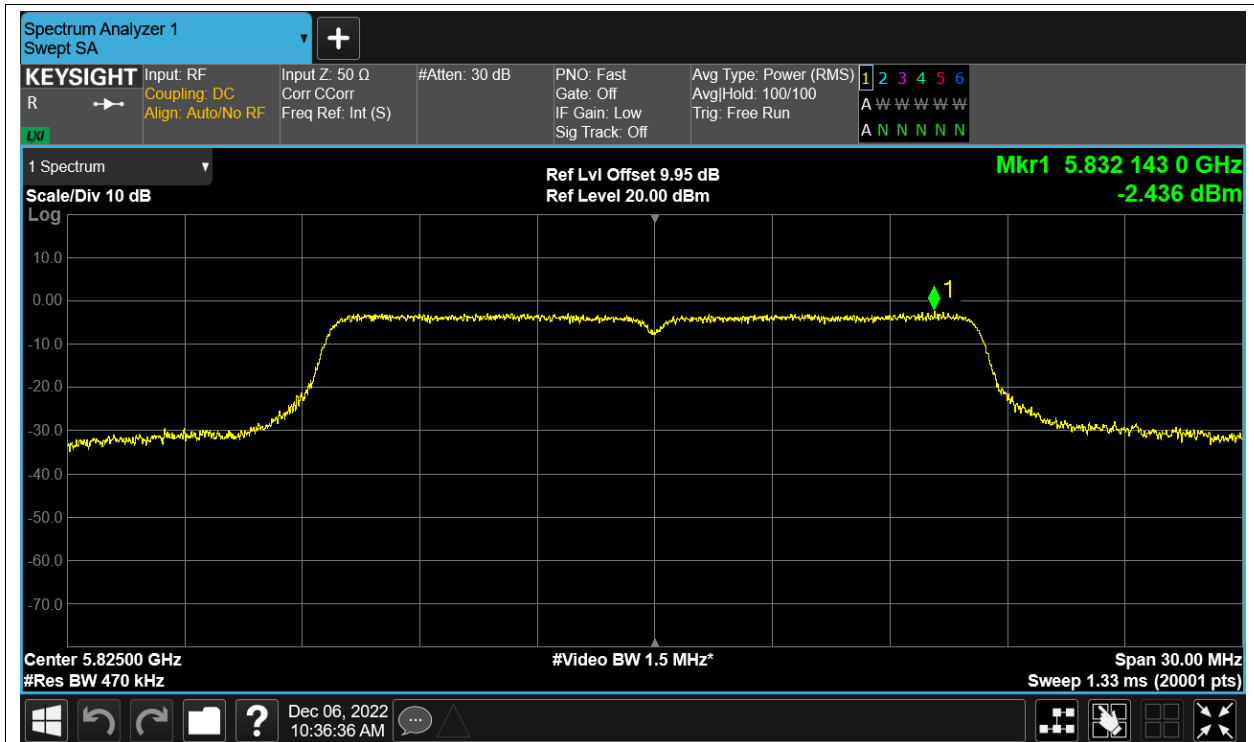 Spectrum Analyzer 1
Swept SA
KEYSIGHT
R
LXI
Input: RF
Coupling: DC
Align: Auto/No RF
Input Z: 50 Ω
Corr CCorr
Freq Ref: Int (S)
#Atten: 30 dB
PNO: Fast
Gate: Off
IF Gain: Low
Sig Track: Off
Avg Type: Power (RMS)
Avg|Hold: 100/100
Trig: Free Run
1 2 3 4 5 6
A W W W W W
A N N N N N
1 Spectrum
Scale/Div 10 dB
Log
Ref Lvl Offset 9.95 dB
Ref Level 20.00 dBm
Mkr1 5.832 143 0 GHz
-2.436 dBm
10.0
0.00
1
-10.0
-20.0
-30.0
-40.0
-50.0
-60.0
-70.0
Center 5.82500 GHz
#Video BW 1.5 MHz*
Span 30.00 MHz
#Res BW 470 kHz
Sweep 1.33 ms (20001 pts)
?
Dec 06, 2022
10:36:36 AM